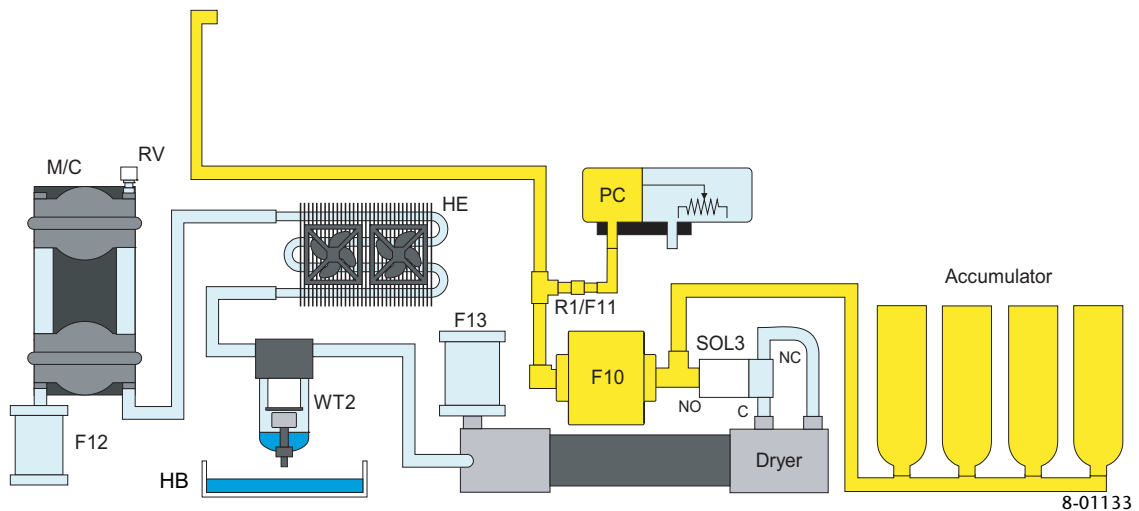 RV
M/C
PC
HE
R1/F11
Accumulator
F13
SOL3
NC
F10
NO
C
WT2
F12
Dryer
HB
8-01133